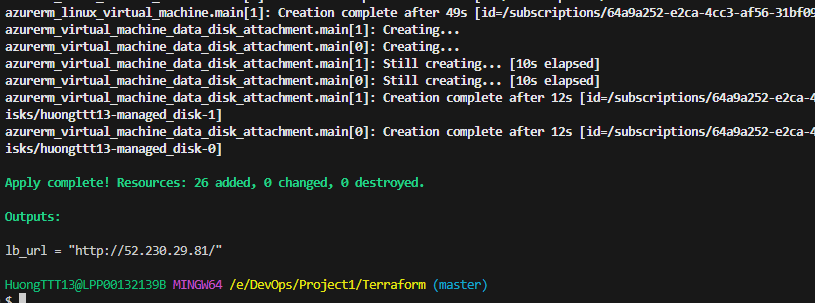 azurerm_linux_virtual_machine.main[1]: Creation complete after 49s [id=/subscriptions/64a9a252-e2ca-4cc3-af56-31bf09
azurerm_virtual_machine_data_disk_attachment.main[1]: Creating...
azurerm_virtual_machine_data_disk_attachment.main[0]: Creating...
azurerm_virtual_machine_data_disk_attachment.main[1]: Still creating... [10s elapsed]
azurerm_virtual_machine_data_disk_attachment.main[0]: Still creating... [10s elapsed]
azurerm_virtual_machine_data_disk_attachment.main[1]: Creation complete after 12s [id=/subscriptions/64a9a252-e2ca-4
isks/huongttt13-managed_disk-1]
azurerm_virtual_machine_data_disk_attachment.main[0]: Creation complete after 12s [id=/subscriptions/64a9a252-e2ca-4
isks/huongttt13-managed_disk-0]
Apply complete! Resources: 26 added, 0 changed, 0 destroyed.
Outputs:
lb_url = "http://52.230.29.81/"
HuongTTT13@LPP00132139B MINGW64 /e/DevOps/Project1/Terraform (master)
$